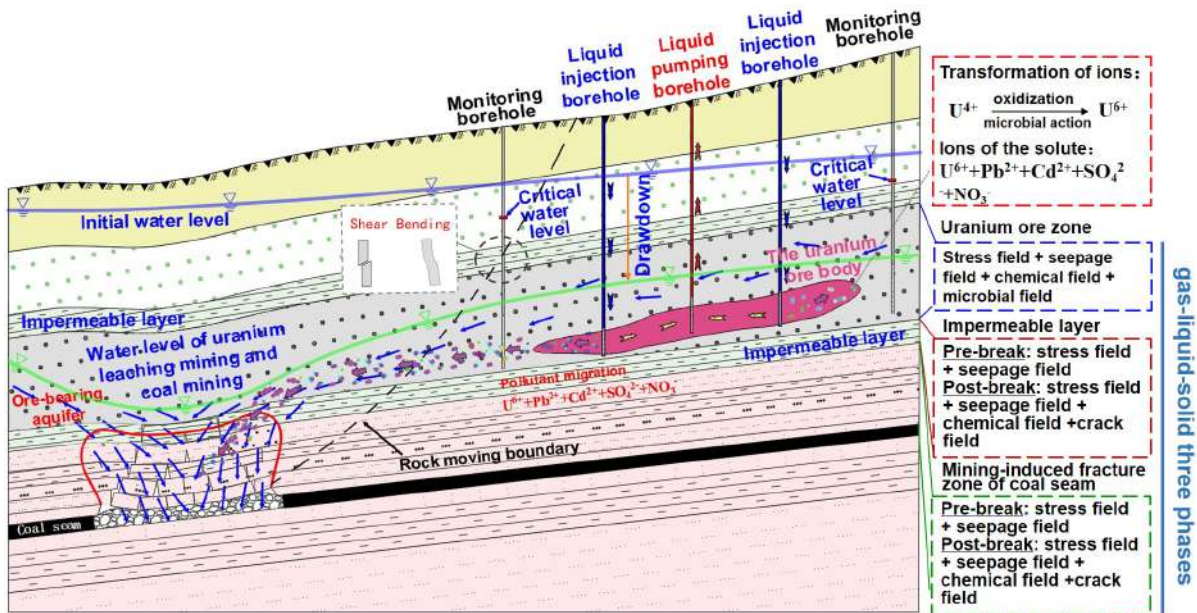 Monitoring
borehole
Liquid
injection
borehole
Liquid
pumping
borehole
Liquid
injection
borehole
Monitoring
borehole
Initial water level
Critical
water
level
Drawdown
Critical
water
level
Shear Bending
The uranium
ore body
Impermeable layer
Water level of uranium
leaching mining and
coal mining
Impermeable layer
Ore-bearing
aquifer
Pollutant migration
U⁶⁺+Pb²⁺+Cd²⁺+SO₄²⁻+NO₃⁻
Rock moving boundary
Coal seam
Transformation of ions:
U⁴⁺ oxidization U⁶⁺
microbial action
Ions of the solute:
U⁶⁺+Pb²⁺+Cd²⁺+SO₄²
⁻+NO₃⁻
Uranium ore zone
Stress field + seepage
field + chemical field +
microbial field
Impermeable layer
Pre-break: stress field
+ seepage field
Post-break: stress field
+ seepage field +
chemical field +crack
field
Mining-induced fracture
zone of coal seam
Pre-break: stress field
+ seepage field
Post-break: stress field
+ seepage field +
chemical field +crack
field
gas-liquid-solid three phases